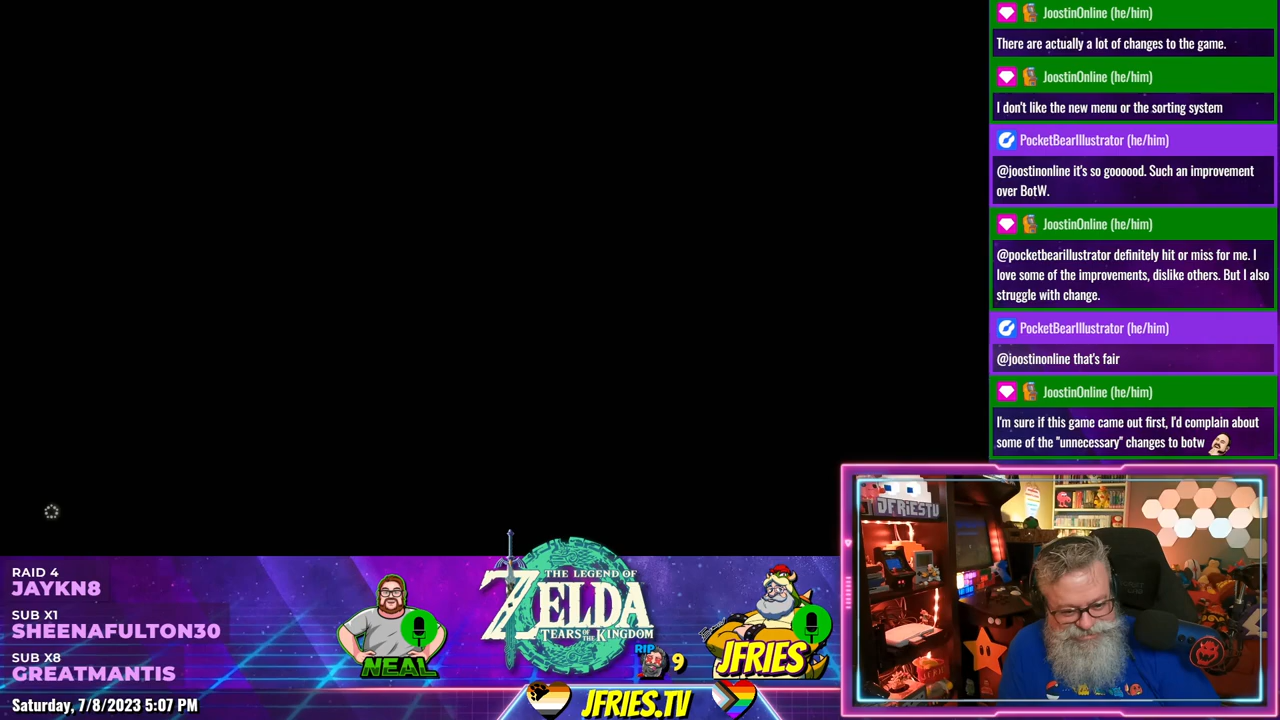 JoostinOnline (he/him)
There are actually a lot of changes to the game.
JoostinOnline (he/him)
I don't like the new menu or the sorting system
PocketBearIllustrator (he/him)
@joostinonline it's so goooood. Such an improvement
over BotW.
JoostinOnline (he/him)
@pocketbearillustrator definitely hit or miss for me. I
love some of the improvements, dislike others. But I also
struggle with change.
PocketBearIllustrator (he/him)
@joostinonline that's fair
JoostinOnline (he/him)
I'm sure if this game came out first, I'd complain about
some of the "unnecessary" changes to botw
JFRIESTV
RAID 4
JAYKN8
SUB X1
SHEENAFULTON30
SUB X8
GREATMANTIS
Saturday, 7/8/2023 5:07 PM
NEAL
THE LEGEND OF
ZELDA
TEARS OF THE KINGDOM
RIP
9
JFRIES
JFRIES.TV